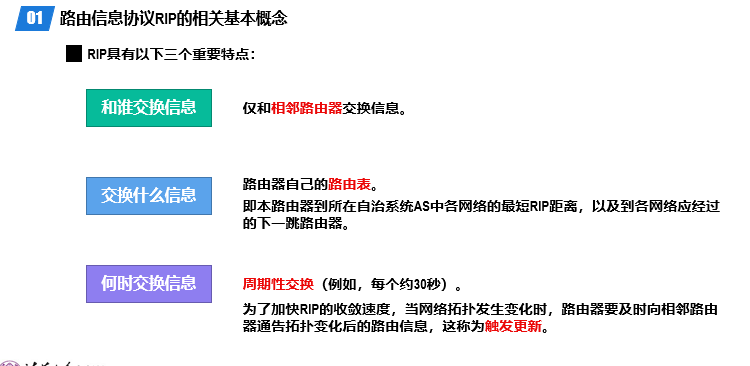 01 路由信息协议RIP的相关基本概念
RIP具有以下三个重要特点：
和谁交换信息
仅和相邻路由器交换信息。
交换什么信息
路由器自己的路由表。
即本路由器到所在自治系统AS中各网络的最短RIP距离，以及到各网络应经过
的下一跳路由器。
何时交换信息
周期性交换（例如，每个约30秒）。
为了加快RIP的收敛速度，当网络拓扑发生变化时，路由器要及时向相邻路由
器通告拓扑变化后的路由信息，这称为触发更新。